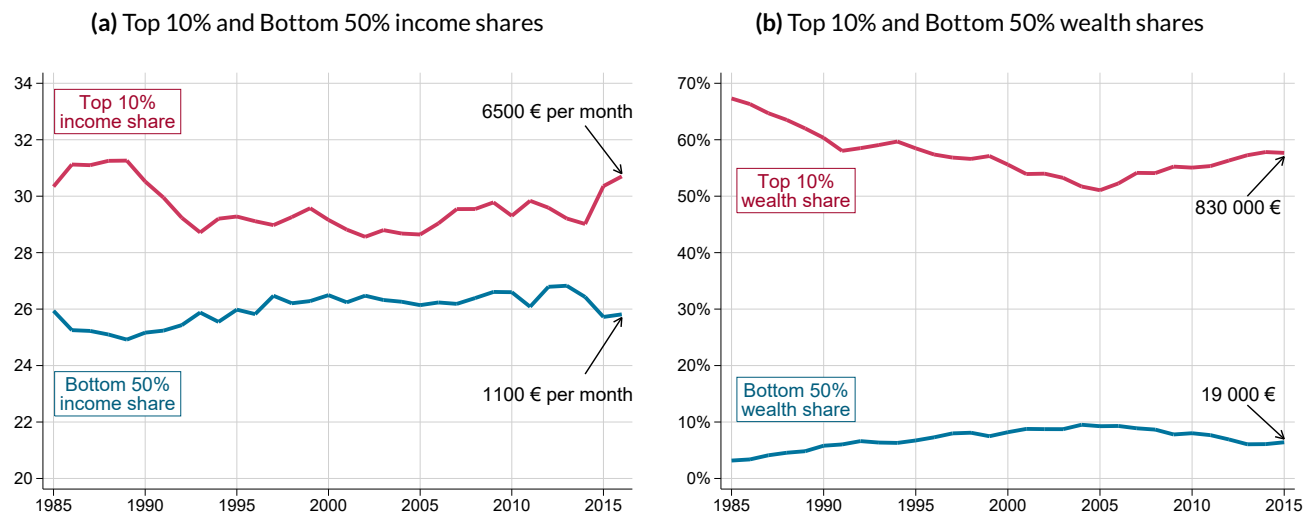 (a) Top 10% and Bottom 50% income shares
34
32
30
28
26
24
22
20
Top 10%
income share
6500 € per month
Bottom 50%
income share
1100 € per month
1985 1990 1995 2000 2005 2010 2015
(b) Top 10% and Bottom 50% wealth shares
70%
60%
50%
40%
30%
20%
10%
0%
Top 10%
wealth share
830 000 €
Bottom 50%
wealth share
19 000 €
1985 1990 1995 2000 2005 2010 2015